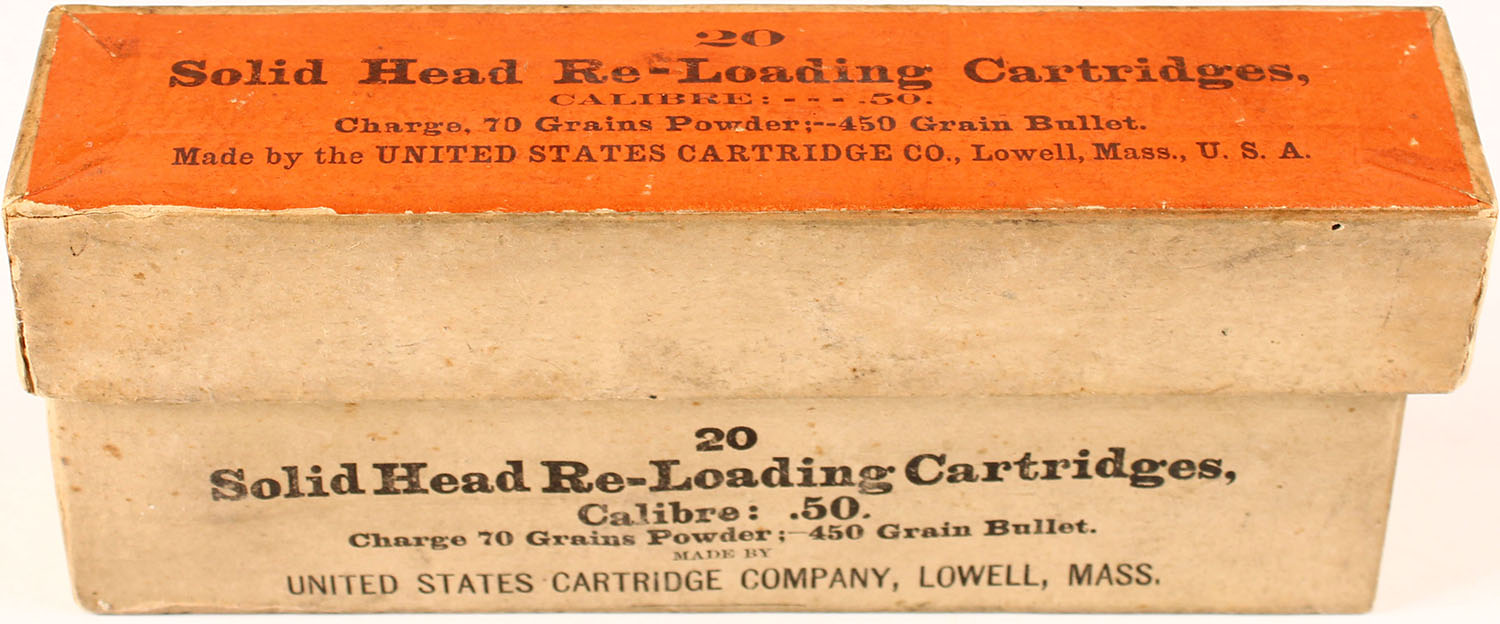 20
Solid Head Re-Loading Cartridges,
CALIBRE: - - - .50.
Charge, 70 Grains Powder;--450 Grain Bullet.
Made by the UNITED STATES CARTRIDGE CO., Lowell, Mass., U. S. A.
20
Solid Head Re-Loading Cartridges,
Calibre: .50.
Charge 70 Grains Powder;—450 Grain Bullet.
MADE BY
UNITED STATES CARTRIDGE COMPANY, LOWELL, MASS.